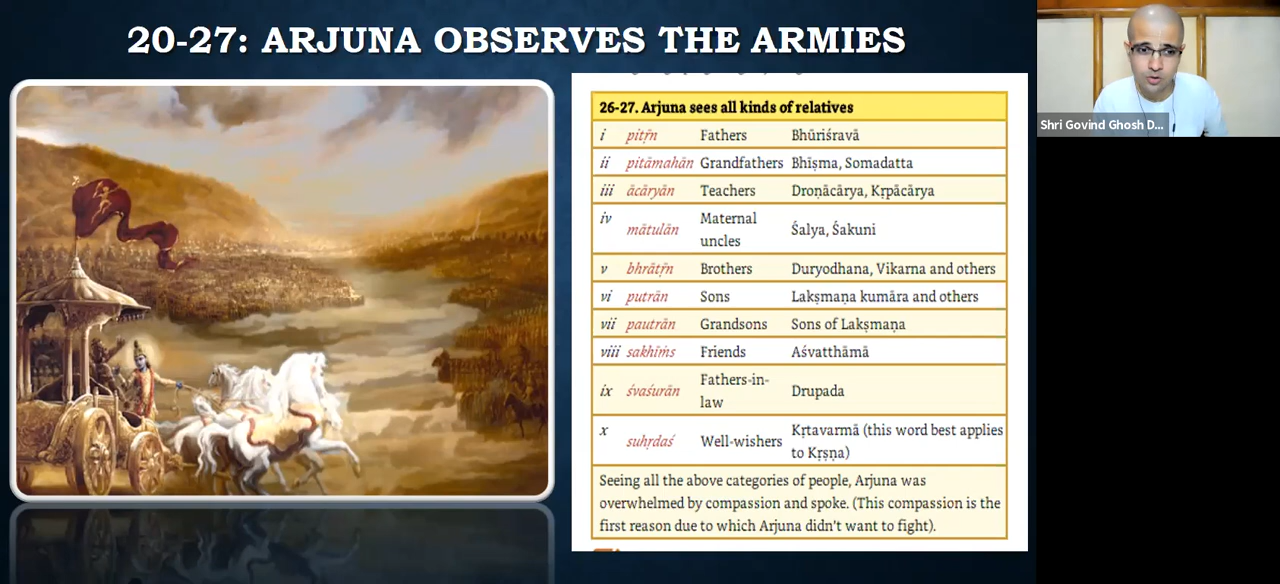 20-27: ARJUNA OBSERVES THE ARMIES
Shri Govind Ghosh D...
26-27. Arjuna sees all kinds of relatives
i pitṝn Fathers Bhūriśravā
ii pitāmahān Grandfathers Bhīṣma, Somadatta
iii ācāryān Teachers Droṇācārya, Kṛpācārya
iv mātulān Maternal uncles Śalya, Śakuni
v bhrātṝn Brothers Duryodhana, Vikarna and others
vi putrān Sons Lakṣmaṇa kumāra and others
vii pautrān Grandsons Sons of Lakṣmaṇa
viii sakhīṁs Friends Aśvatthāmā
ix śvaśurān Fathers-in-law Drupada
x suhṛdaś Well-wishers Kṛtavarmā (this word best applies
to Kṛṣṇa)
Seeing all the above categories of people, Arjuna was
overwhelmed by compassion and spoke. (This compassion is the
first reason due to which Arjuna didn't want to fight).